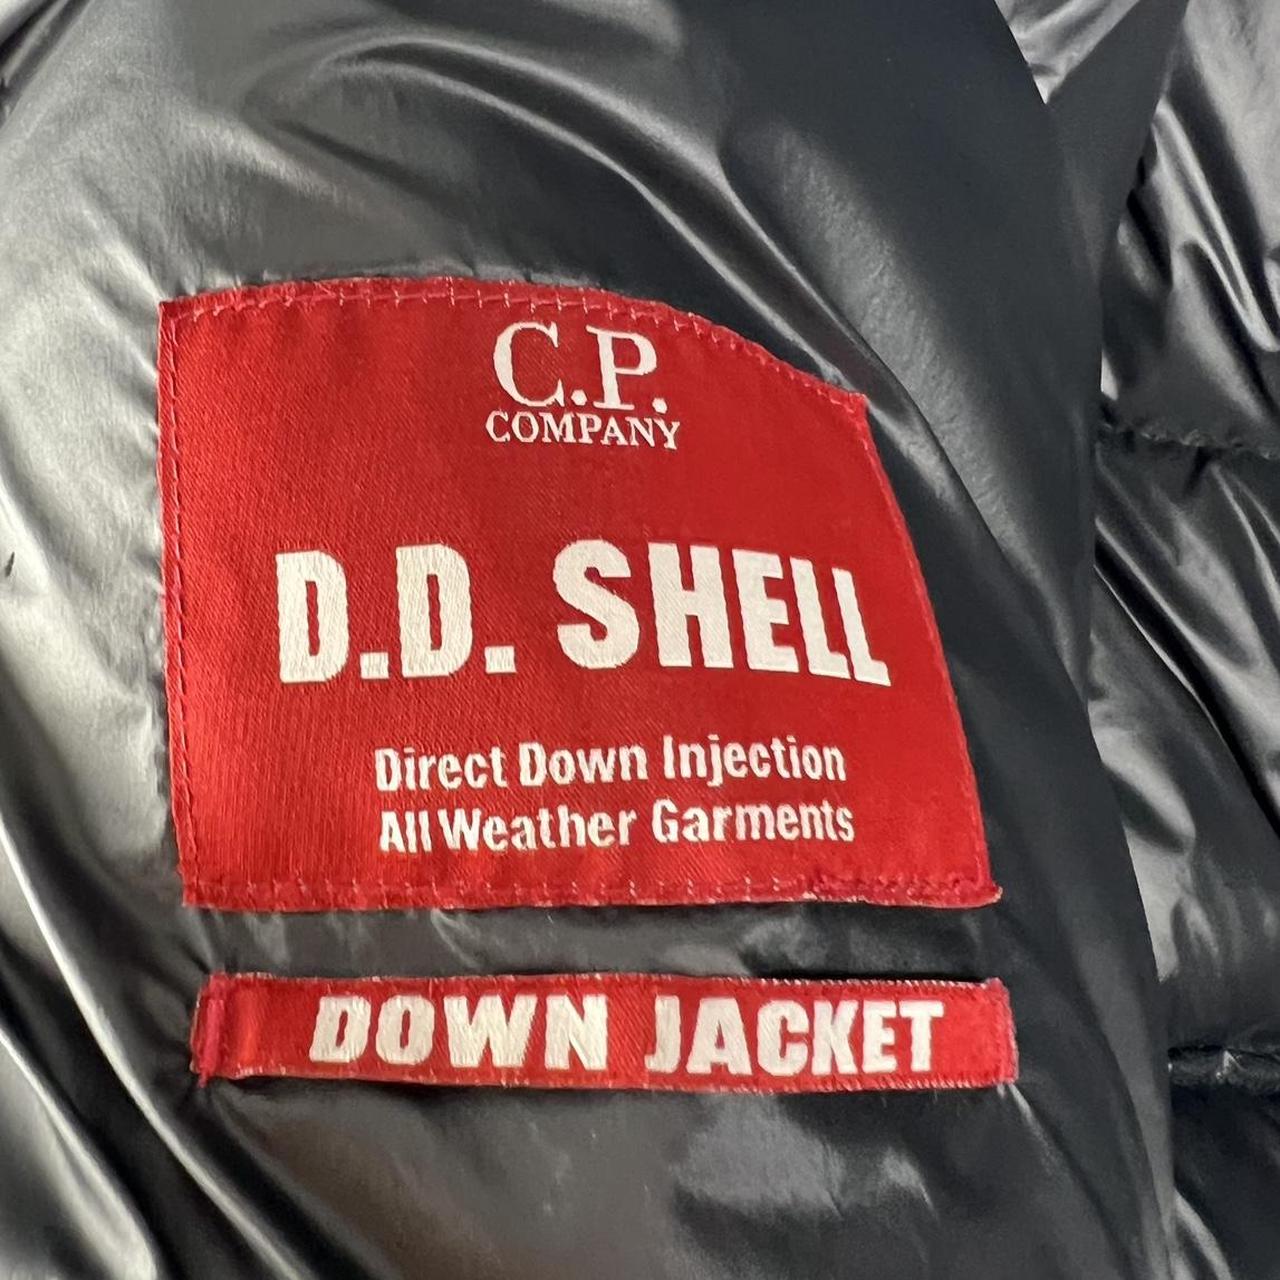 C.P.
COMPANY
D.D. SHELL
Direct Down Injection
All Weather Garments
DOWN JACKET